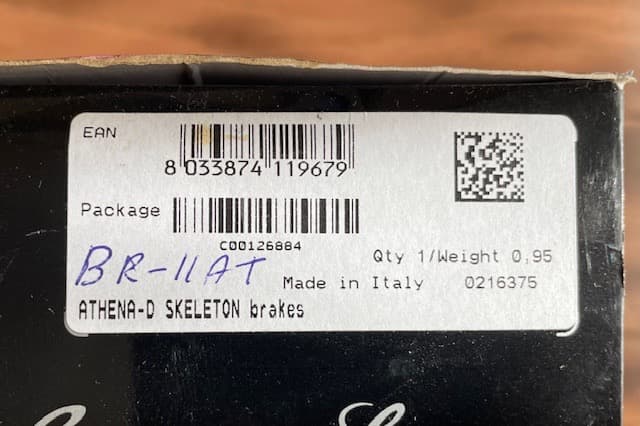 EAN
8 033874 119679
Package
C00126884
BR-11AT
Qty 1/Weight 0,95
Made in Italy 0216375
ATHENA-D SKELETON brakes